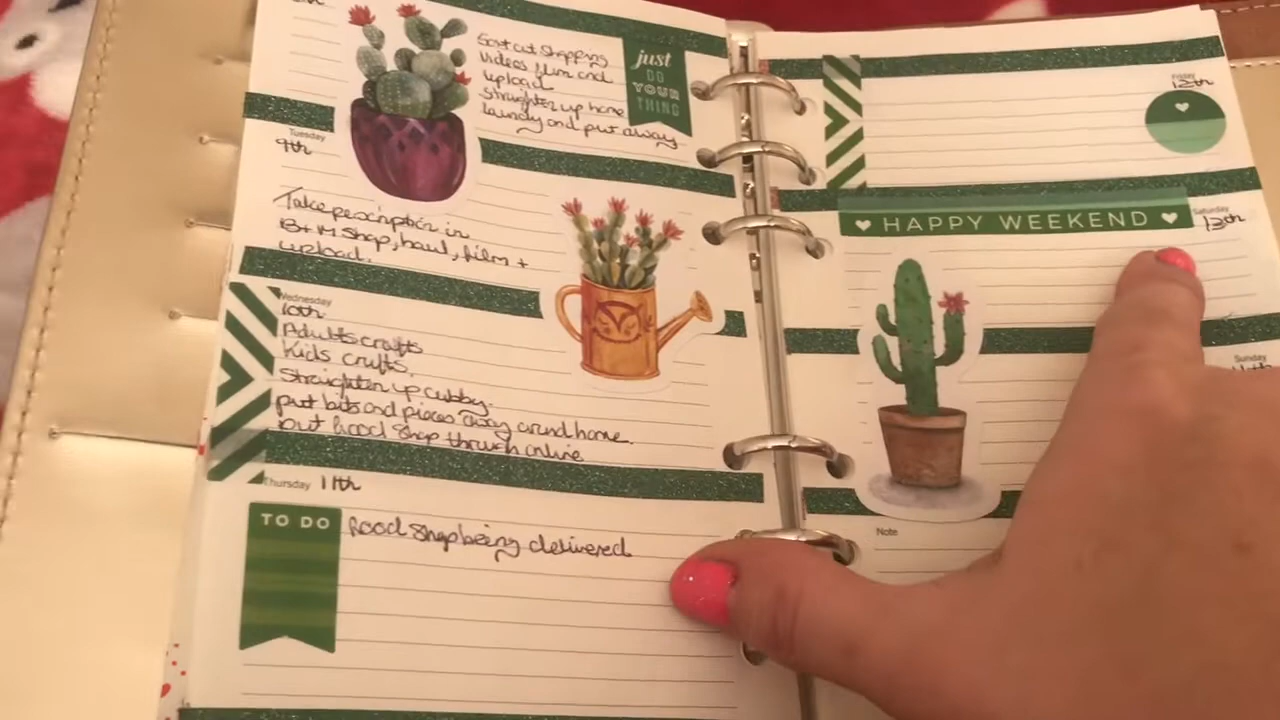 Sort out Shopping
Videos film and
upload
Straighten up home
laundy and put away
just
DO
YOUR
THING
Tuesday
9th
Take pescription in
B+M Shop, haul, film +
upload.
Wednesday
10th
Adults crafts
Kids crafts.
Straighten up cubby.
put bits and pieces away around home.
put food shop through online
Thursday 11th
TO DO
Food Shop being delivered
Friday
12th
HAPPY WEEKEND
Saturday
13th
Sunday
Note